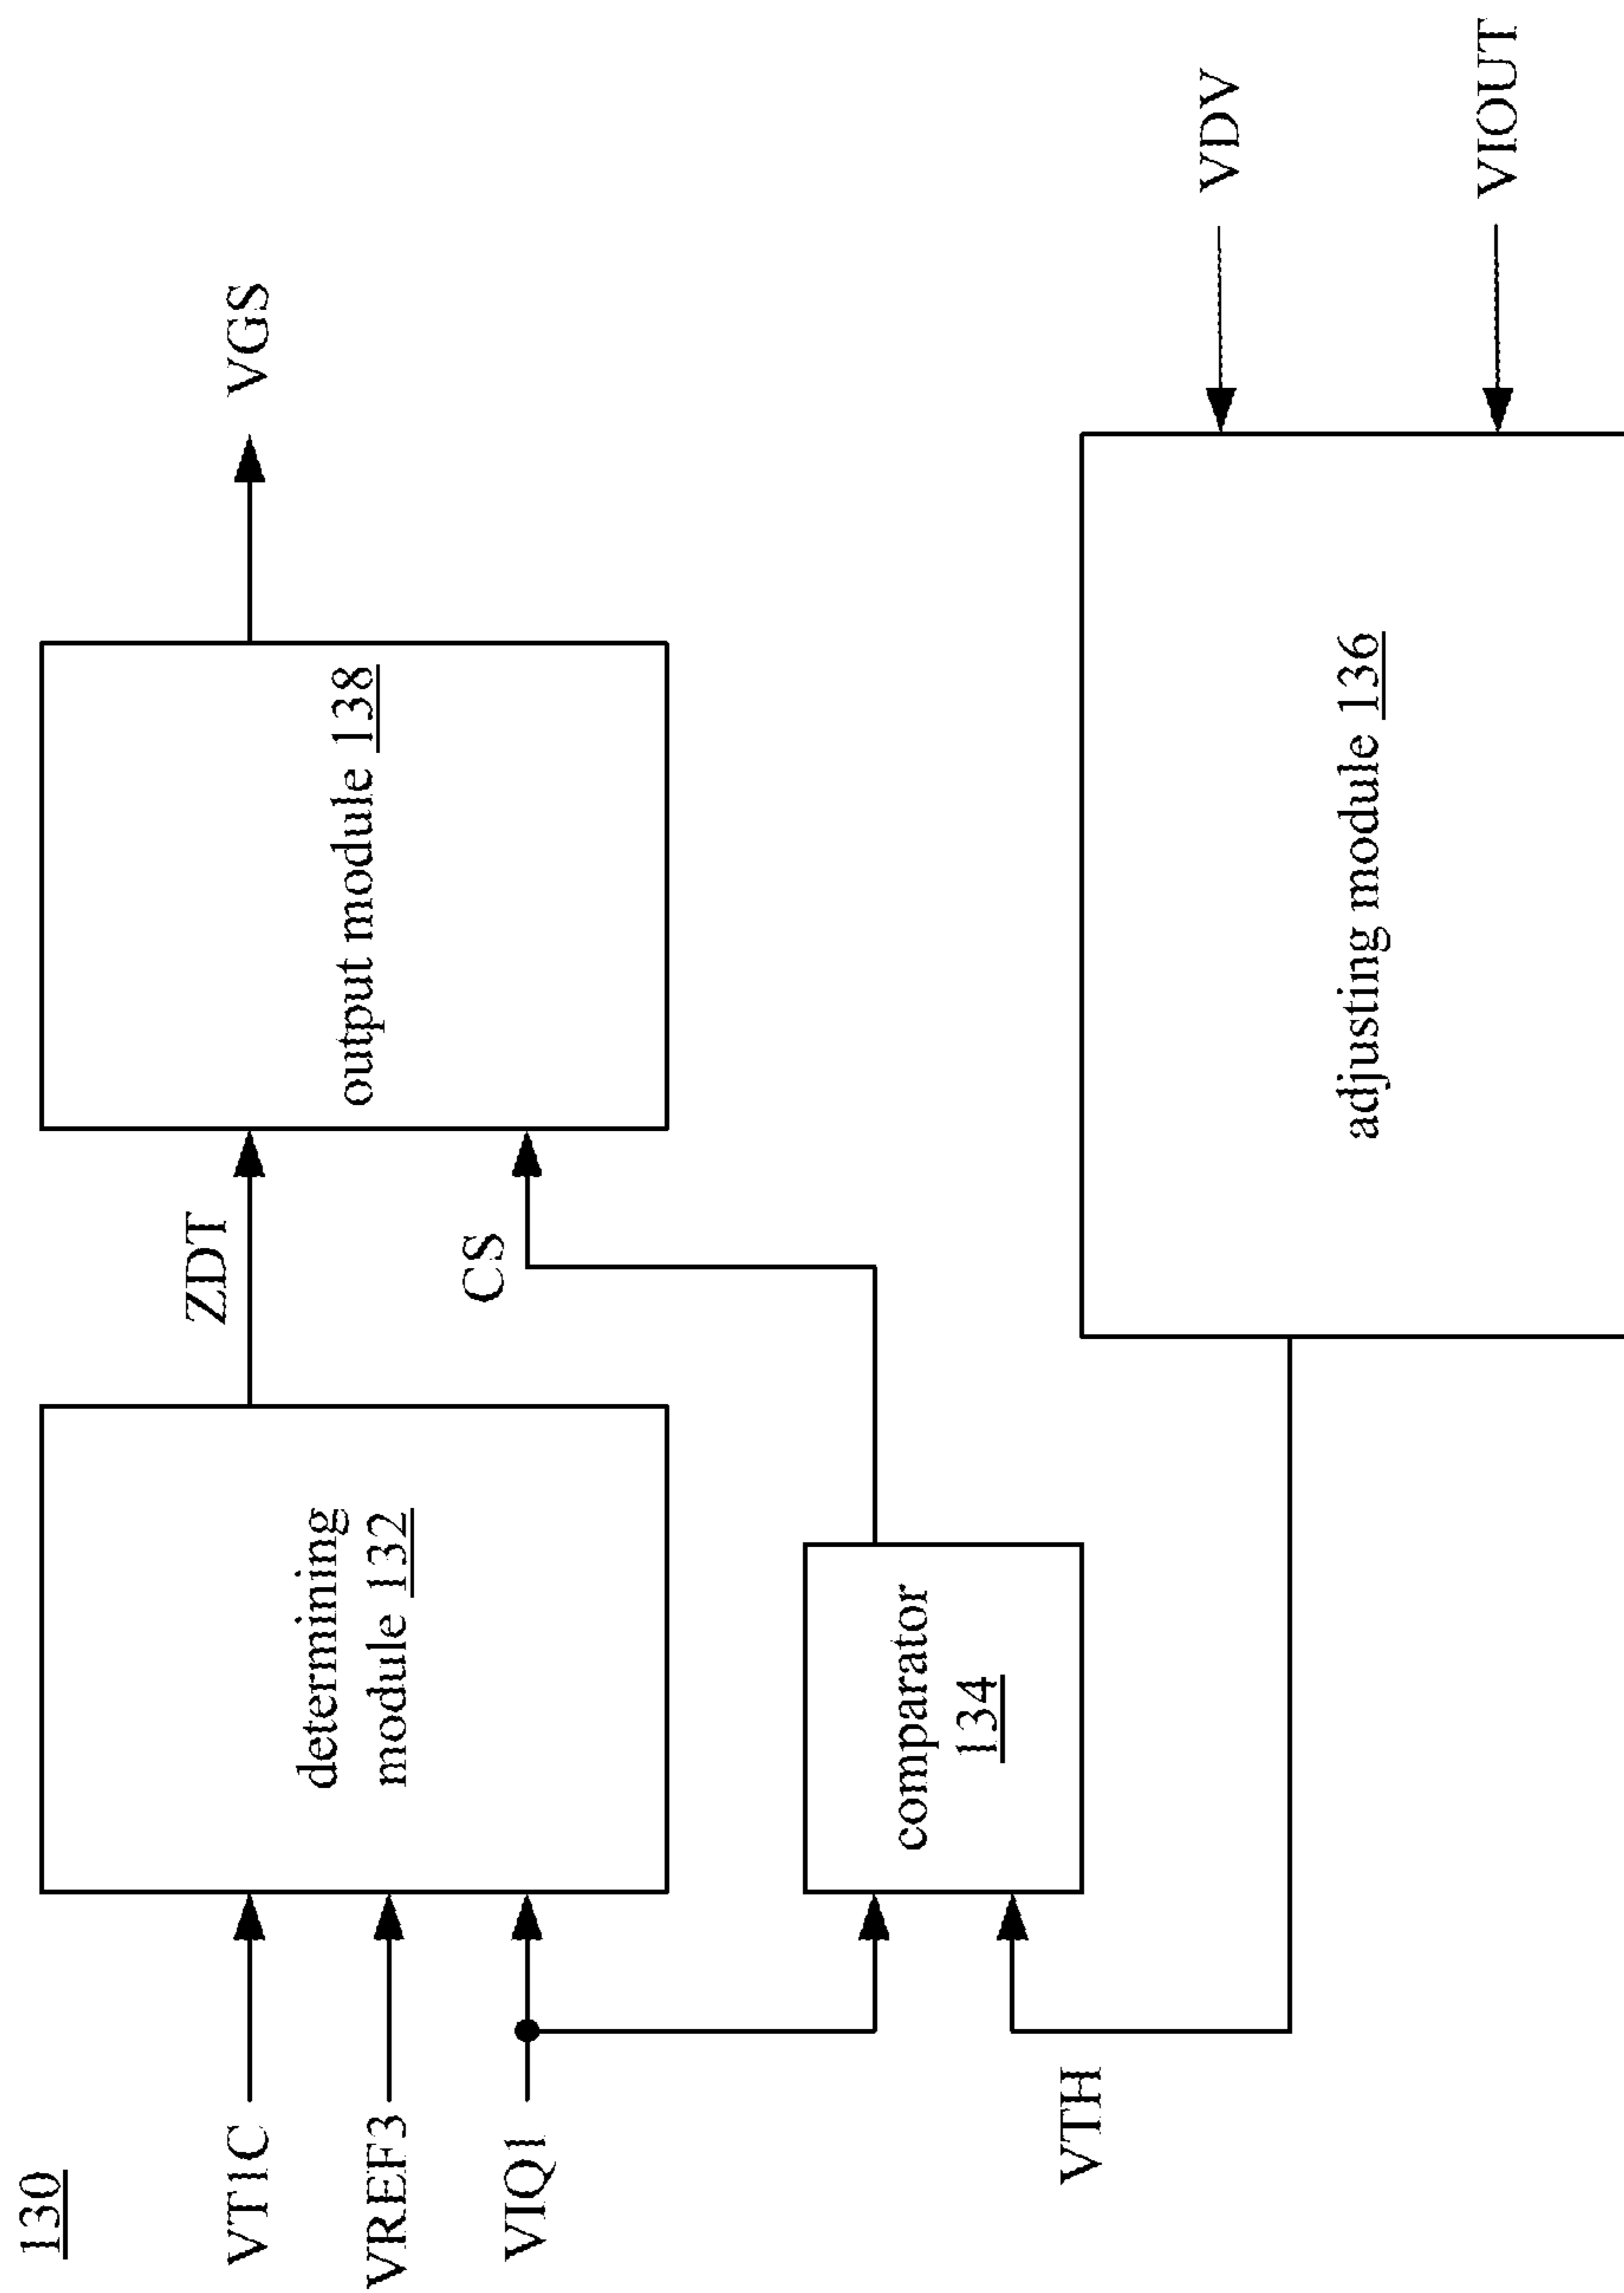 130
VT1C
VREF3
VIQ1
determining
module 132
ZDT
CS
output module 138
VGS
comparator
134
VTH
adjusting module 136
VDV
VIOUT